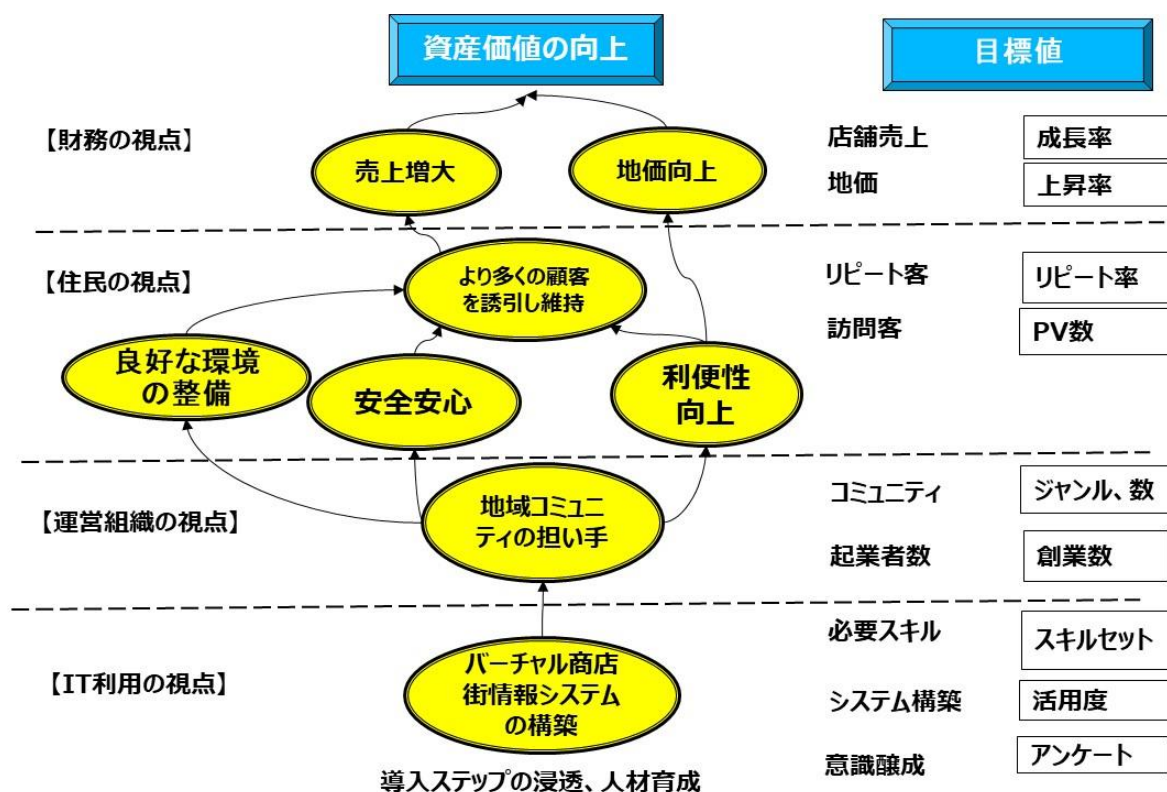 資産価値の向上
目標値
【財務の視点】
売上増大
地価向上
店舗売上
成長率
地価
上昇率
【住民の視点】
より多くの顧客
を誘引し維持
リピート客
リピート率
訪問客
PV数
良好な環境
の整備
安全安心
利便性
向上
【運営組織の視点】
地域コミュニ
ティの担い手
コミュニティ
ジャンル、数
起業者数
創業数
【IT利用の視点】
バーチャル商店
街情報システム
の構築
必要スキル
スキルセット
システム構築
活用度
意識醸成
アンケート
導入ステップの浸透、人材育成